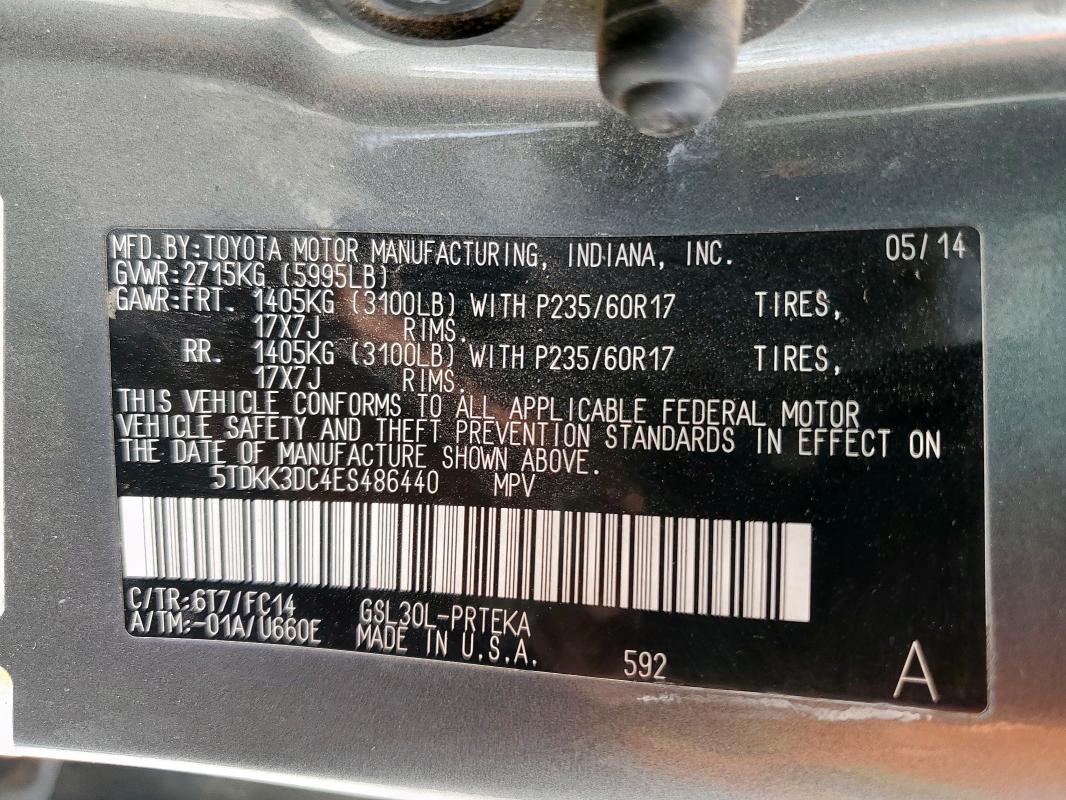 MFD.BY:TOYOTA MOTOR MANUFACTURING, INDIANA, INC. 05/14
GVWR:2715KG (5995LB)
GAWR:FRT. 1405KG (3100LB) WITH P235/60R17 TIRES,
17X7J RIMS.
RR. 1405KG (3100LB) WITH P235/60R17 TIRES,
17X7J RIMS.
THIS VEHICLE CONFORMS TO ALL APPLICABLE FEDERAL MOTOR
VEHICLE SAFETY AND THEFT PREVENTION STANDARDS IN EFFECT ON
THE DATE OF MANUFACTURE SHOWN ABOVE.
5TDKK3DC4ES486440 MPV
C/TR:6T7/FC14 GSL30L-PRTEKA
A/TM:-01A/U660E MADE IN U.S.A. 592 A